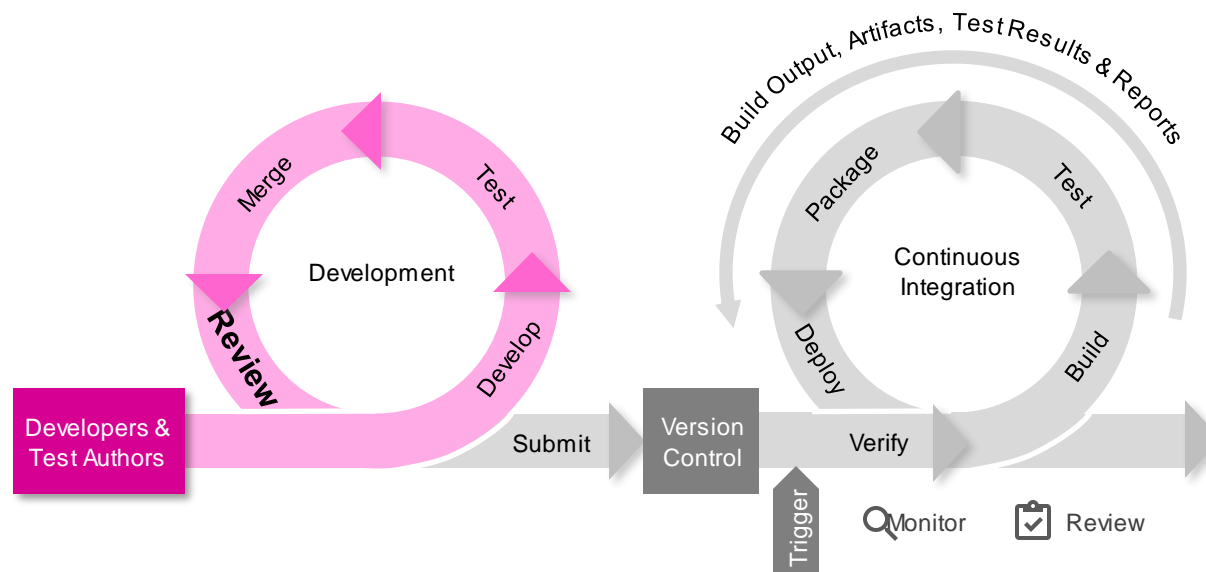 Build Output, Artifacts, Test Results & Reports
Merge
Test
Development
Review
Develop
Developers &
Test Authors
Submit
Package
Test
Continuous
Integration
Deploy
Build
Version
Control
Verify
Trigger
Monitor
Review